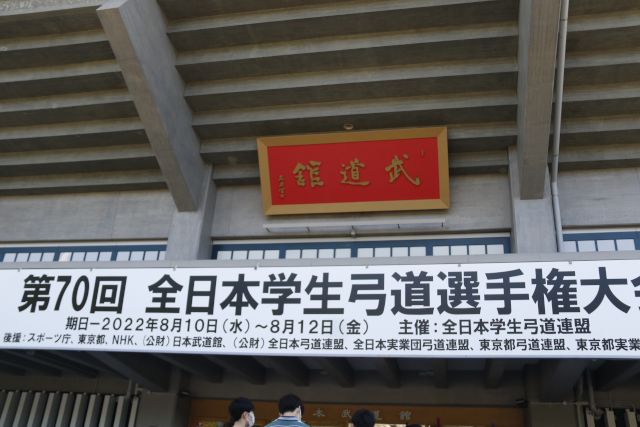 武道館
第70回 全日本学生弓道選手権大会
期日－2022年8月10日(水)～8月12日(金) 主催:全日本学生弓道連盟
後援:スポーツ庁、東京都、NHK、(公財)日本武道館、(公財)全日本弓道連盟、全日本実業団弓道連盟、東京都弓道連盟、東京都実業
本武道館